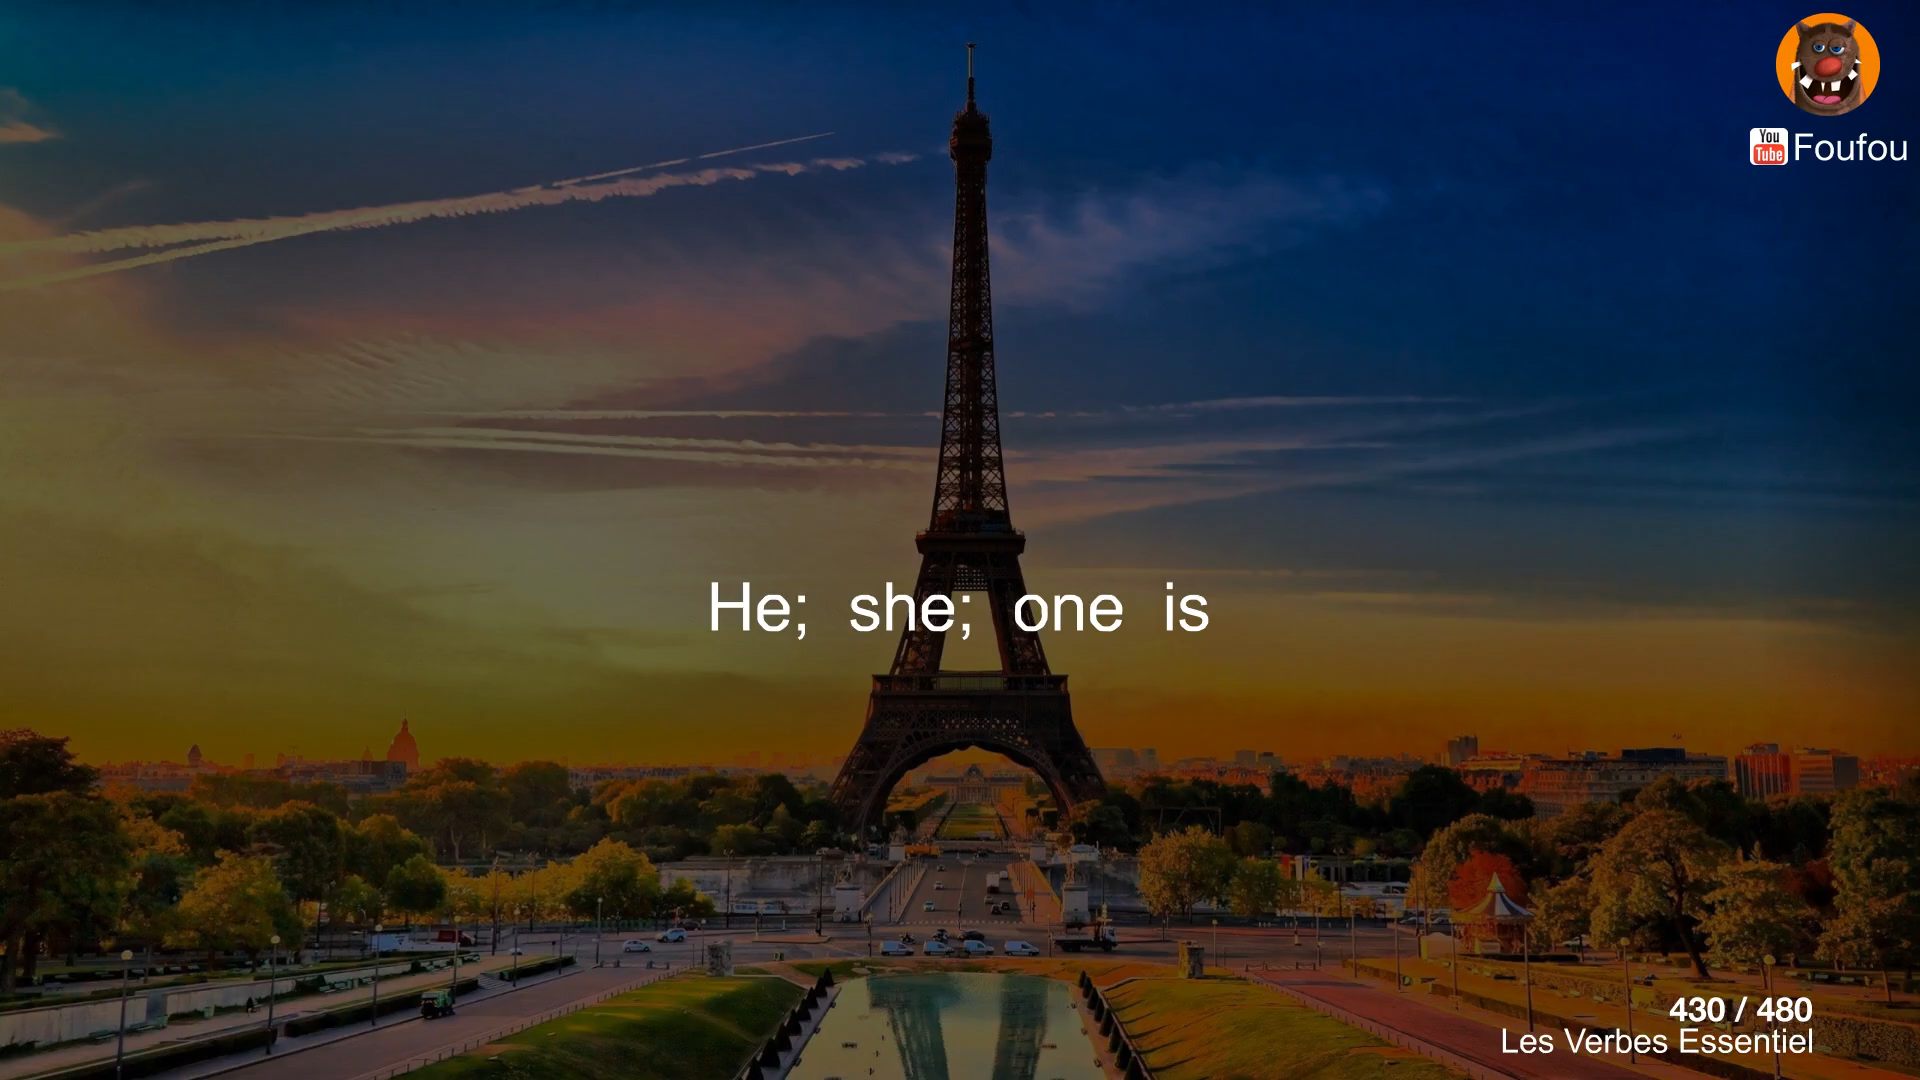 You
Tube Foufou
He; she; one is
430 / 480
Les Verbes Essentiel